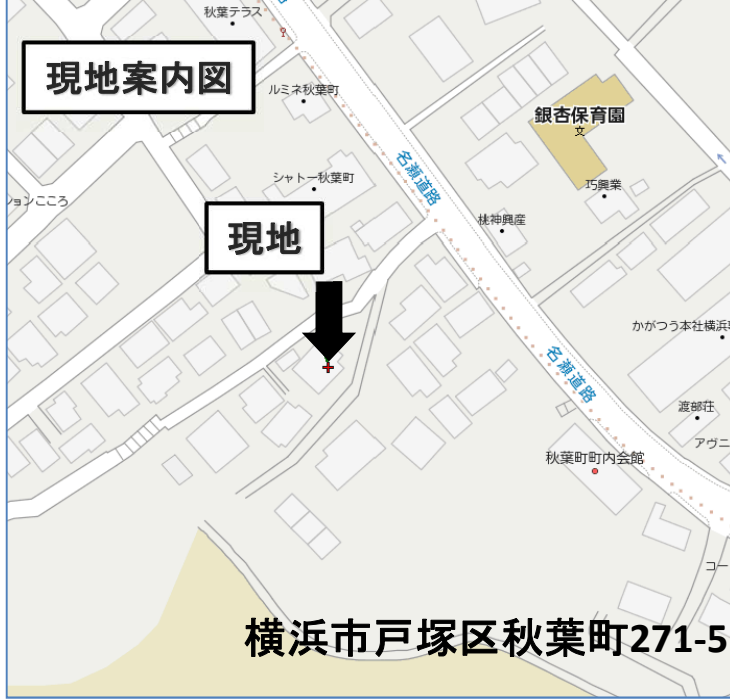 秋葉テラス
路
現地案内図
ルミネ秋葉町
銀杏保育園
文
名瀬道路
シャトー秋葉町
巧興業
ションこころ
桃神興産
現地
かがつう本社横浜
名瀬道路
渡部荘
アヴニ
秋葉町町内会館
コー
横浜市戸塚区秋葉町271-5